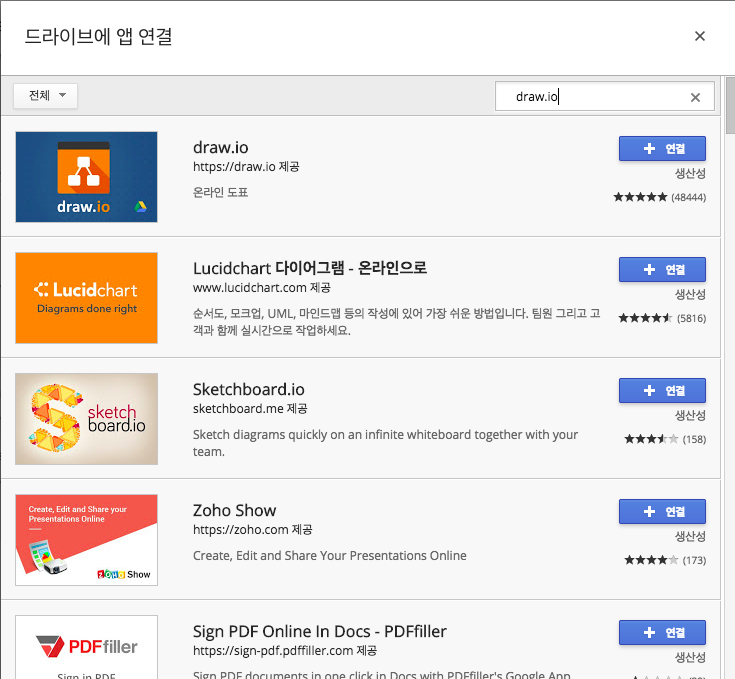 드라이브에 앱 연결
전체
draw.io
draw.io
draw.io
https://draw.io 제공
온라인 도표
연결
생산성
(48444)
Lucidchart
Diagrams done right
Lucidchart 다이어그램 - 온라인으로
www.lucidchart.com 제공
순서도, 모크업, UML, 마인드맵 등의 작성에 있어 가장 쉬운 방법입니다. 팀원 그리고 고
객과 함께 실시간으로 작업하세요.
연결
생산성
(5816)
sketch
board.io
Sketchboard.io
sketchboard.me 제공
Sketch diagrams quickly on an infinite whiteboard together with your
team.
연결
생산성
(158)
Create, Edit and Share your
Presentations Online
ZOHO Show
Zoho Show
https://zoho.com 제공
Create, Edit and Share Your Presentations Online
연결
생산성
(173)
PDFfiller
Sign in PDF
Sign PDF Online In Docs - PDFfiller
https://sign-pdf.pdffiller.com 제공
Sign PDF documents in one click in Docs with PDFfiller's Google App
연결
생산성